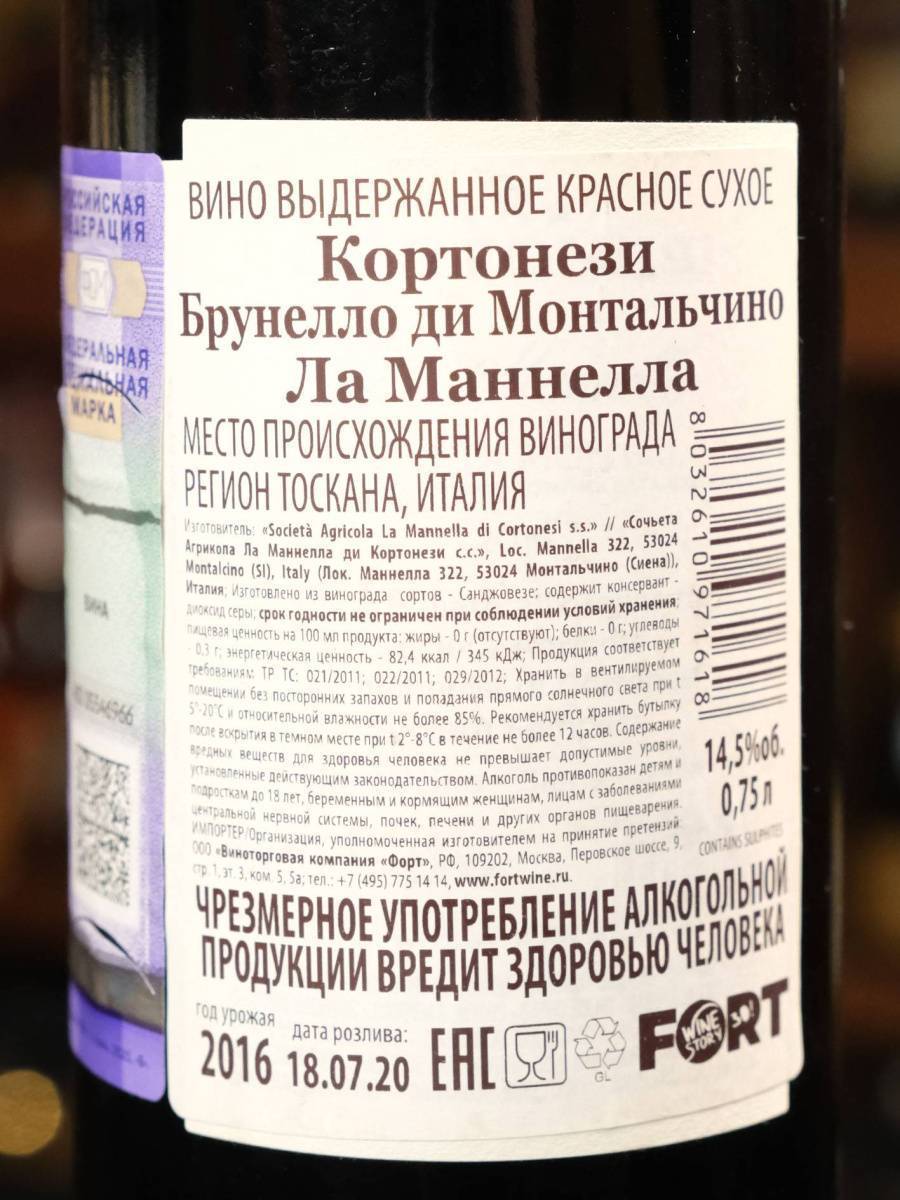 РОССИЙСКАЯ
ФЕДЕРАЦИЯ
ФЕДЕРАЛЬНАЯ
СПЕЦИАЛЬНАЯ
МАРКА
ВИНА
ВИНО ВЫДЕРЖАННОЕ КРАСНОЕ СУХОЕ
Кортонези
Брунелло ди Монтальчино
Ла Маннелла
МЕСТО ПРОИСХОЖДЕНИЯ ВИНОГРАДА
РЕГИОН ТОСКАНА, ИТАЛИЯ
Изготовитель: «Società Agricola La Mannella di Cortonesi s.s.» // «Сочьета
Агрикола Ла Маннелла ди Кортонези с.с.», Loc. Mannella 322, 53024
Montalcino (SI), Italy (Лок. Маннелла 322, 53024 Монтальчино (Сиена)),
Италия; Изготовлено из винограда сортов - Санджовезе; содержит консервант -
диоксид серы; срок годности не ограничен при соблюдении условий хранения;
пищевая ценность на 100 мл продукта: жиры - 0 г (отсутствуют); белки - 0 г; углеводы
- 0,3 г; энергетическая ценность - 82,4 ккал / 345 кДж; Продукция соответствует
требованиям: ТР ТС: 021/2011; 022/2011; 029/2012; Хранить в вентилируемом
помещении без посторонних запахов и попадания прямого солнечного света при t
5°-20°С и относительной влажности не более 85%. Рекомендуется хранить бутылку
после вскрытия в темном месте при t 2°-8°С в течение не более 12 часов. Содержание
вредных веществ для здоровья человека не превышает допустимые уровни,
установленные действующим законодательством. Алкоголь противопоказан детям и
подросткам до 18 лет, беременным и кормящим женщинам, лицам с заболеваниями
центральной нервной системы, почек, печени и других органов пищеварения.
ИМПОРТЕР/Организация, уполномоченная изготовителем на принятие претензий:
ООО «Виноторговая компания «Форт», РФ, 109202, Москва, Перовское шоссе, 9,
стр. 1, эт. 3, ком. 5, 5а; тел.: +7 (495) 775 14 14, www.fortwine.ru.
8 032610 971618
14,5%об.
0,75 л
CONTAINS SULPHITES
ЧРЕЗМЕРНОЕ УПОТРЕБЛЕНИЕ АЛКОГОЛЬНОЙ
ПРОДУКЦИИ ВРЕДИТ ЗДОРОВЬЮ ЧЕЛОВЕКА
год урожая
2016
дата розлива:
18.07.20
EAC
GL
FORT
WINE
STORY
30!